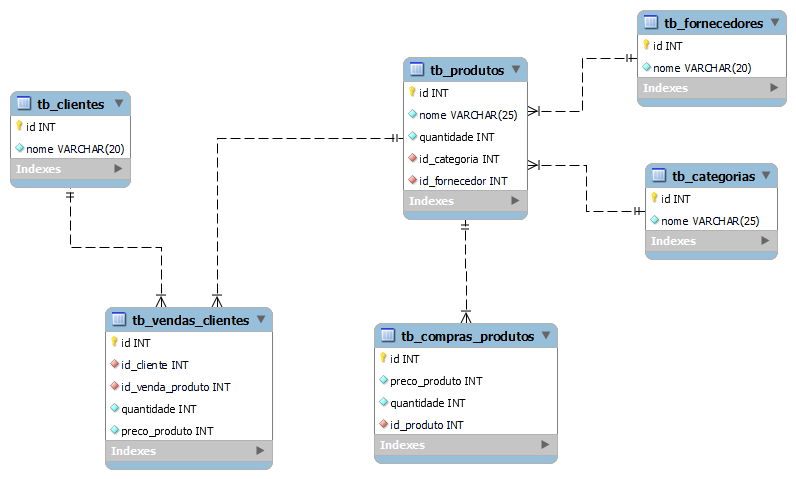 tb_fornecedores
id INT
nome VARCHAR(20)
Indexes
tb_produtos
id INT
nome VARCHAR(25)
quantidade INT
id_categoria INT
id_fornecedor INT
Indexes
tb_clientes
id INT
nome VARCHAR(20)
Indexes
tb_categorias
id INT
nome VARCHAR(25)
Indexes
tb_vendas_clientes
id INT
id_cliente INT
id_venda_produto INT
quantidade INT
preco_produto INT
Indexes
tb_compras_produtos
id INT
preco_produto INT
quantidade INT
id_produto INT
Indexes